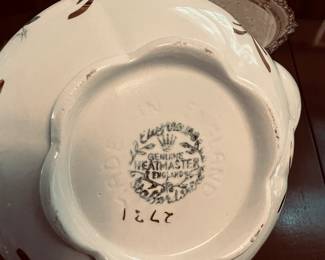 MADE IN ENGLAND
GENUINE
HEATMASTER
ENGLAND
2721